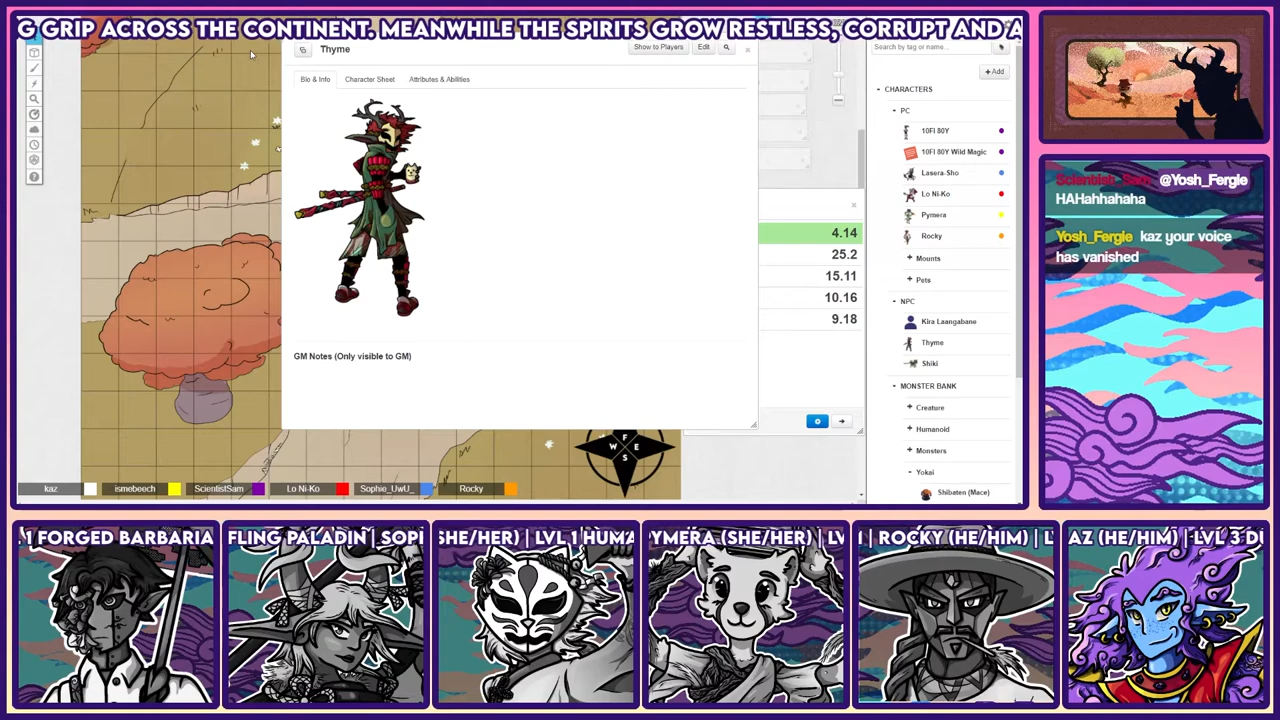 G GRIP ACROSS THE CONTINENT. MEANWHILE THE SPIRITS GROW RESTLESS, CORRUPT AND A
Thyme
Show to Players
Edit
Bio & Info
Character Sheet
Attributes & Abilities
GM Notes (Only visible to GM)
4.14
25.2
15.11
10.16
9.18
Search by tag or name...
+ Add
CHARACTERS
PC
10FI 80Y
10FI 80Y Wild Magic
Lasera-Sho
Lo Ni-Ko
Pymera
Rocky
Mounts
Pets
NPC
Kira Laangabane
Thyme
Shiki
MONSTER BANK
Creature
Humanoid
Monsters
Yokai
Shibaten (Mace)
F
W E
S
kaz
ismebeech
ScientistSam
Lo Ni-Ko
Sophie_UwU_
Rocky
Scientish_Sam @Yosh_Fergie
HAHahhahaha
Yosh_Fergie kaz your voice
has vanished
FORGED BARBARIA
FLING PALADIN | SOPI
SHE/HER) | LVL 1 HUMA
PYMERA (SHE/HER) | LV
| ROCKY (HE/HIM) | L
AZ (HE/HIM) | LVL 3 DU